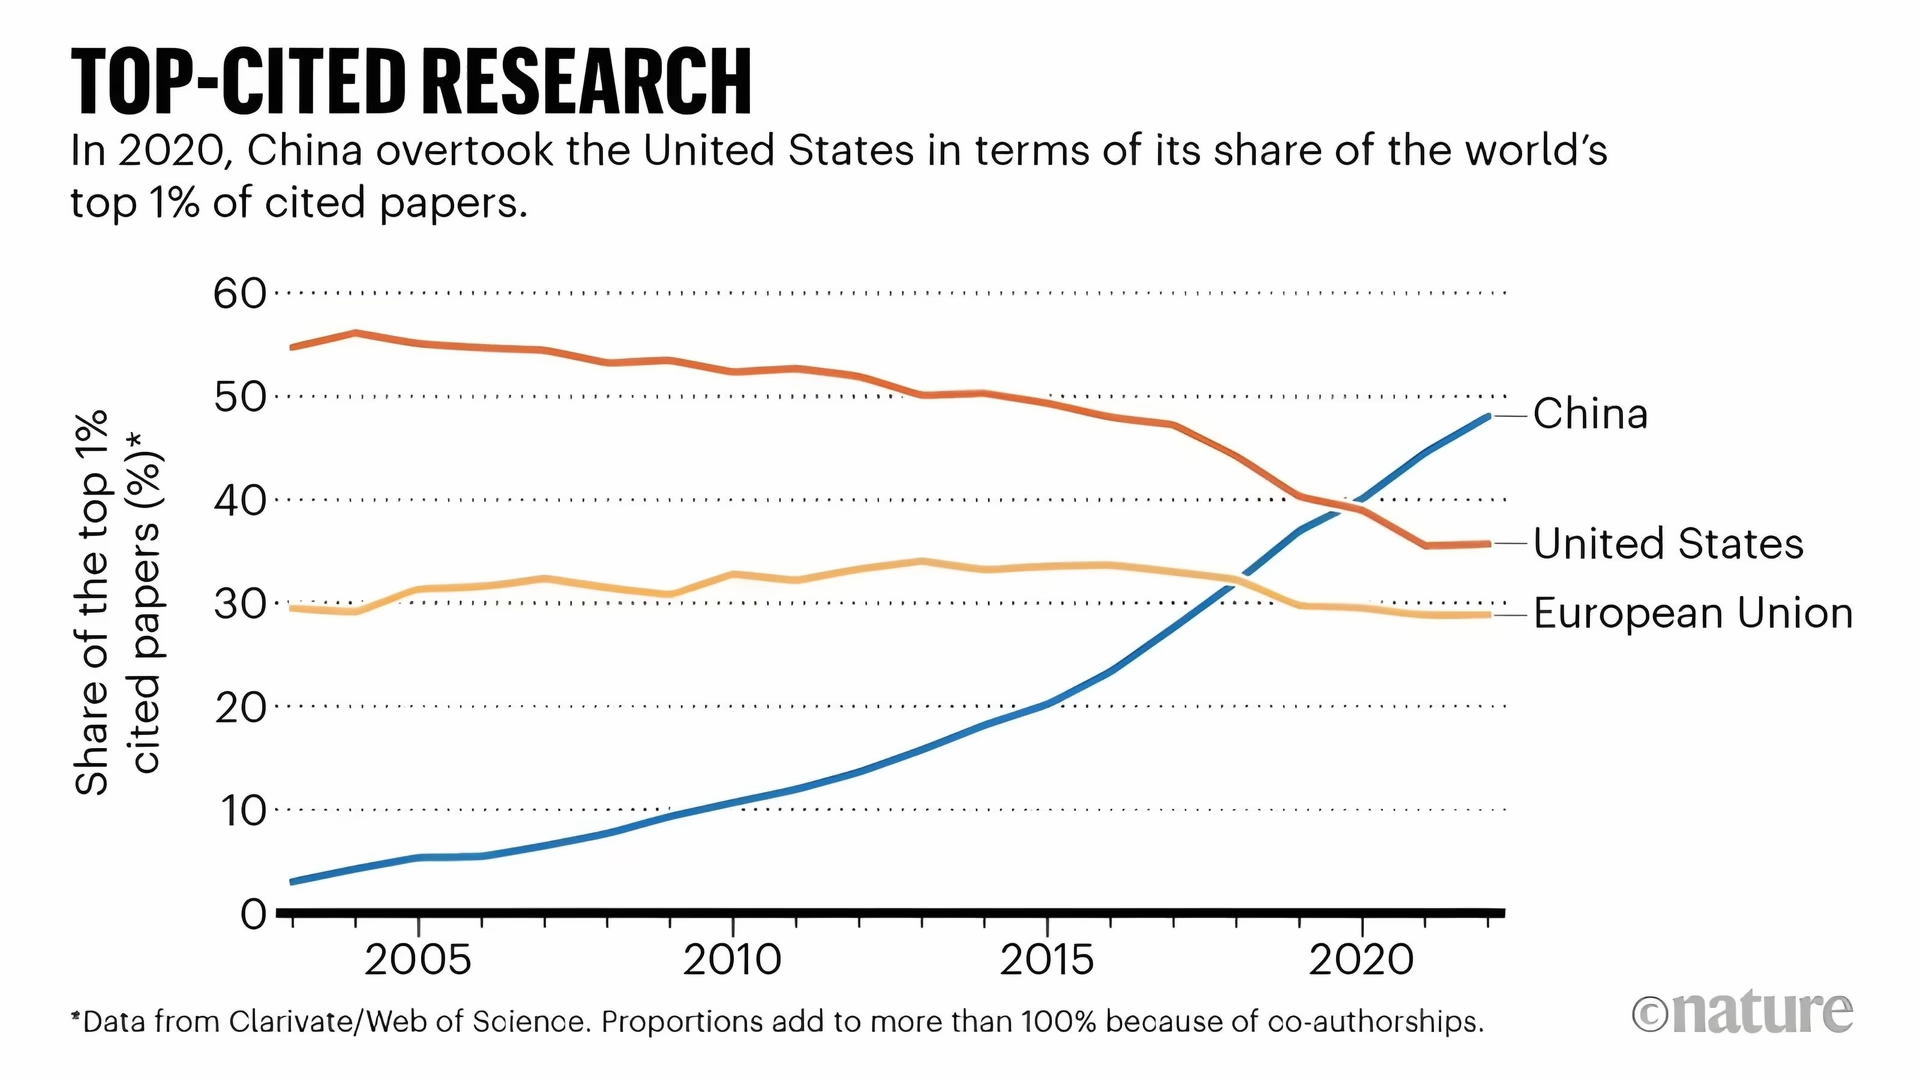 TOP-CITED RESEARCH
In 2020, China overtook the United States in terms of its share of the world's
top 1% of cited papers.
Share of the top 1%
cited papers (%)*
60
50
40
30
20
10
0
China
United States
European Union
2005
2010
2015
2020
*Data from Clarivate/Web of Science. Proportions add to more than 100% because of co-authorships.
©nature